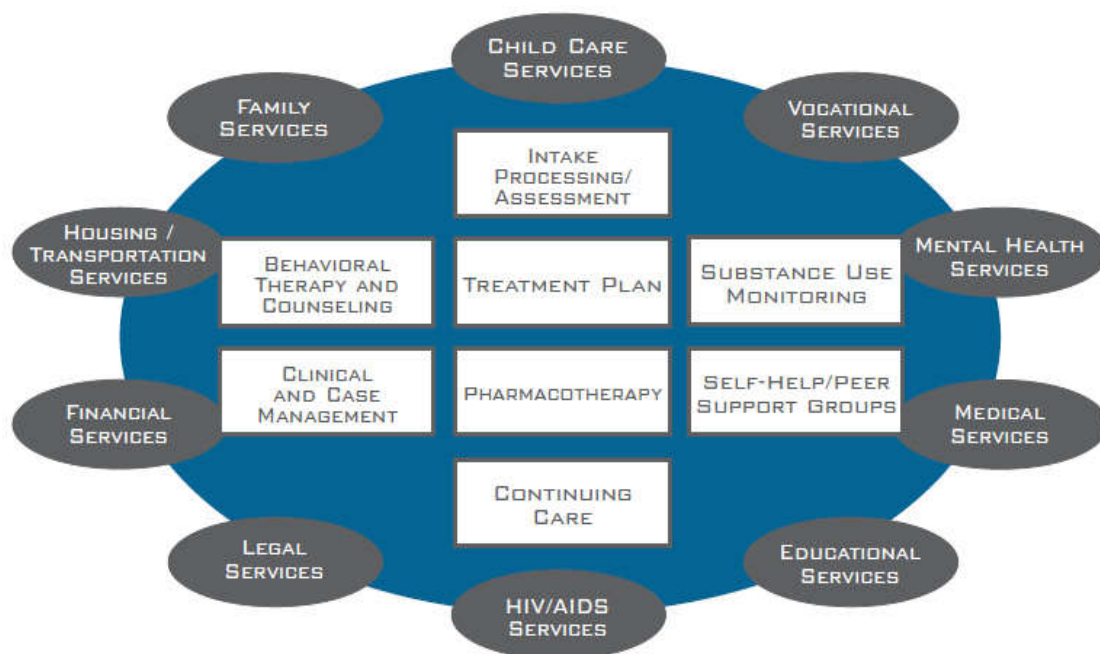 Child Care
Services
Family
Services
Vocational
Services
Intake
Processing/
Assessment
Housing /
Transportation
Services
Behavioral
Therapy and
Counseling
Treatment Plan
Substance Use
Monitoring
Mental Health
Services
Financial
Services
Clinical
and Case
Management
Pharmacotherapy
Self-Help/Peer
Support Groups
Medical
Services
Continuing
Care
Legal
Services
HIV/AIDS
Services
Educational
Services